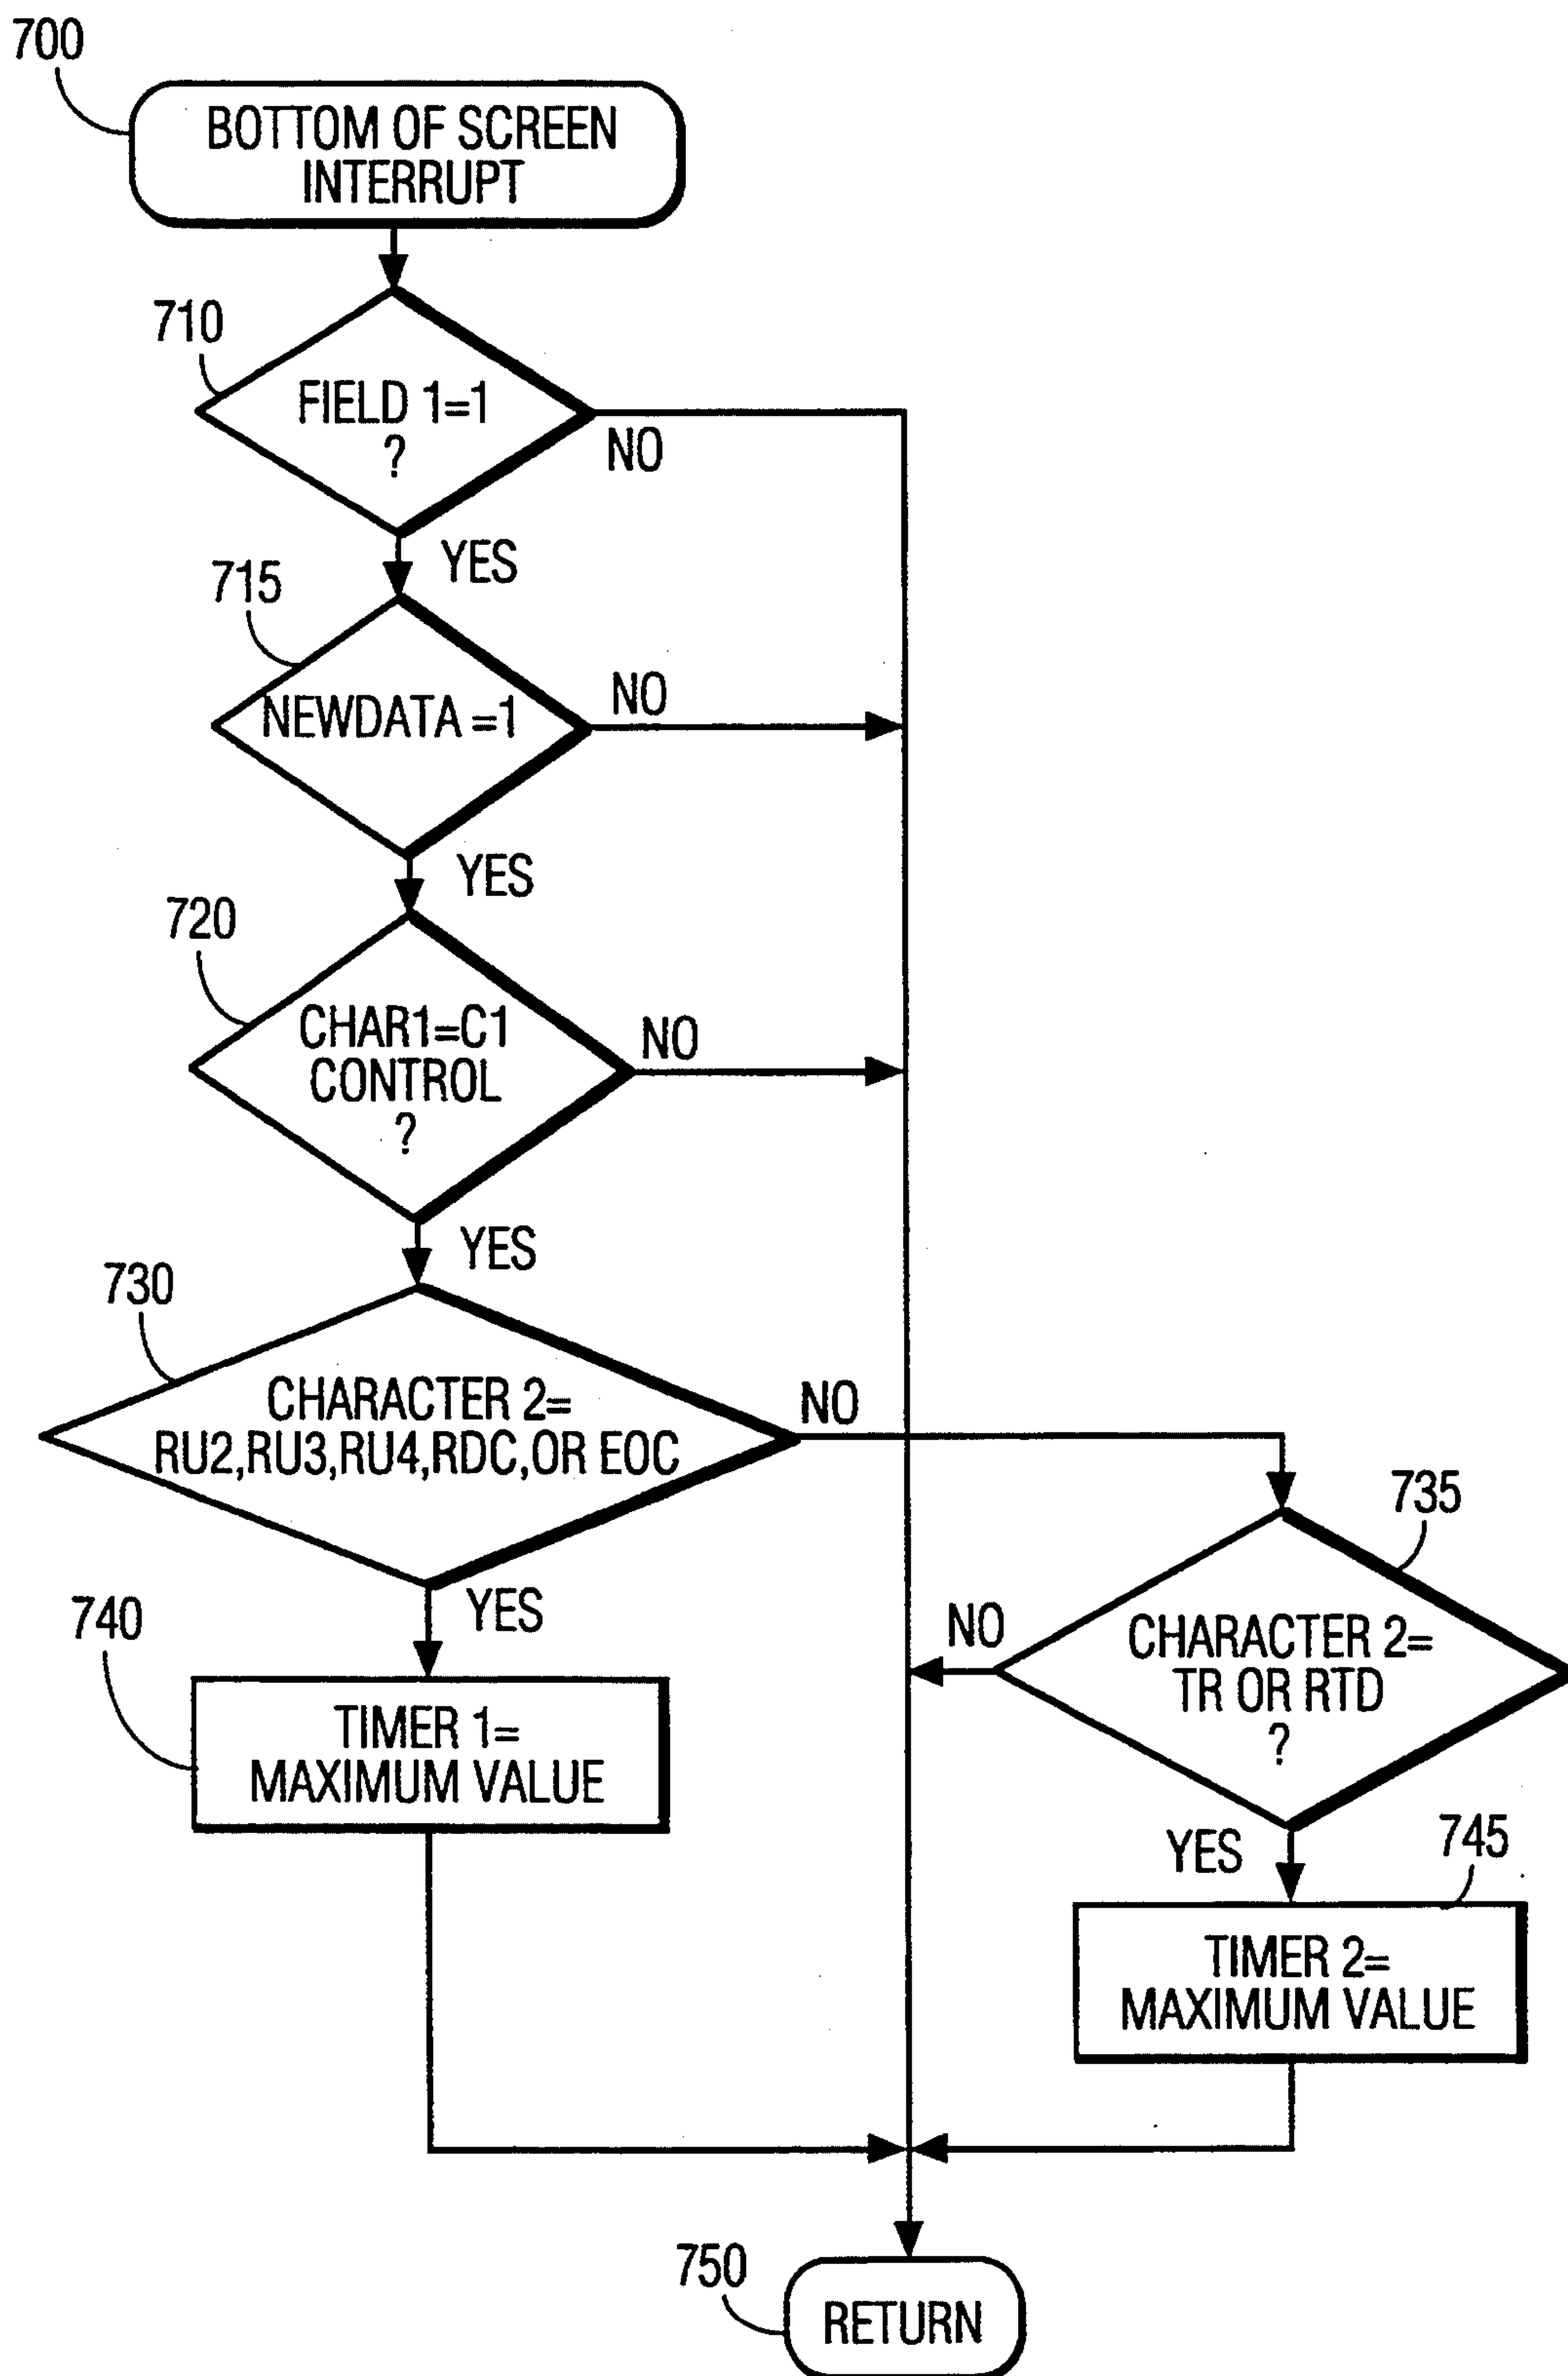 700
BOTTOM OF SCREEN
INTERRUPT
710
FIELD 1=1
?
NO
YES
715
NEWDATA =1
NO
YES
720
CHAR1=C1
CONTROL
?
NO
YES
730
CHARACTER 2=
RU2,RU3,RU4,RDC,OR EOC
NO
YES
735
CHARACTER 2=
TR OR RTD
?
NO
YES
740
TIMER 1=
MAXIMUM VALUE
745
TIMER 2=
MAXIMUM VALUE
750
RETURN